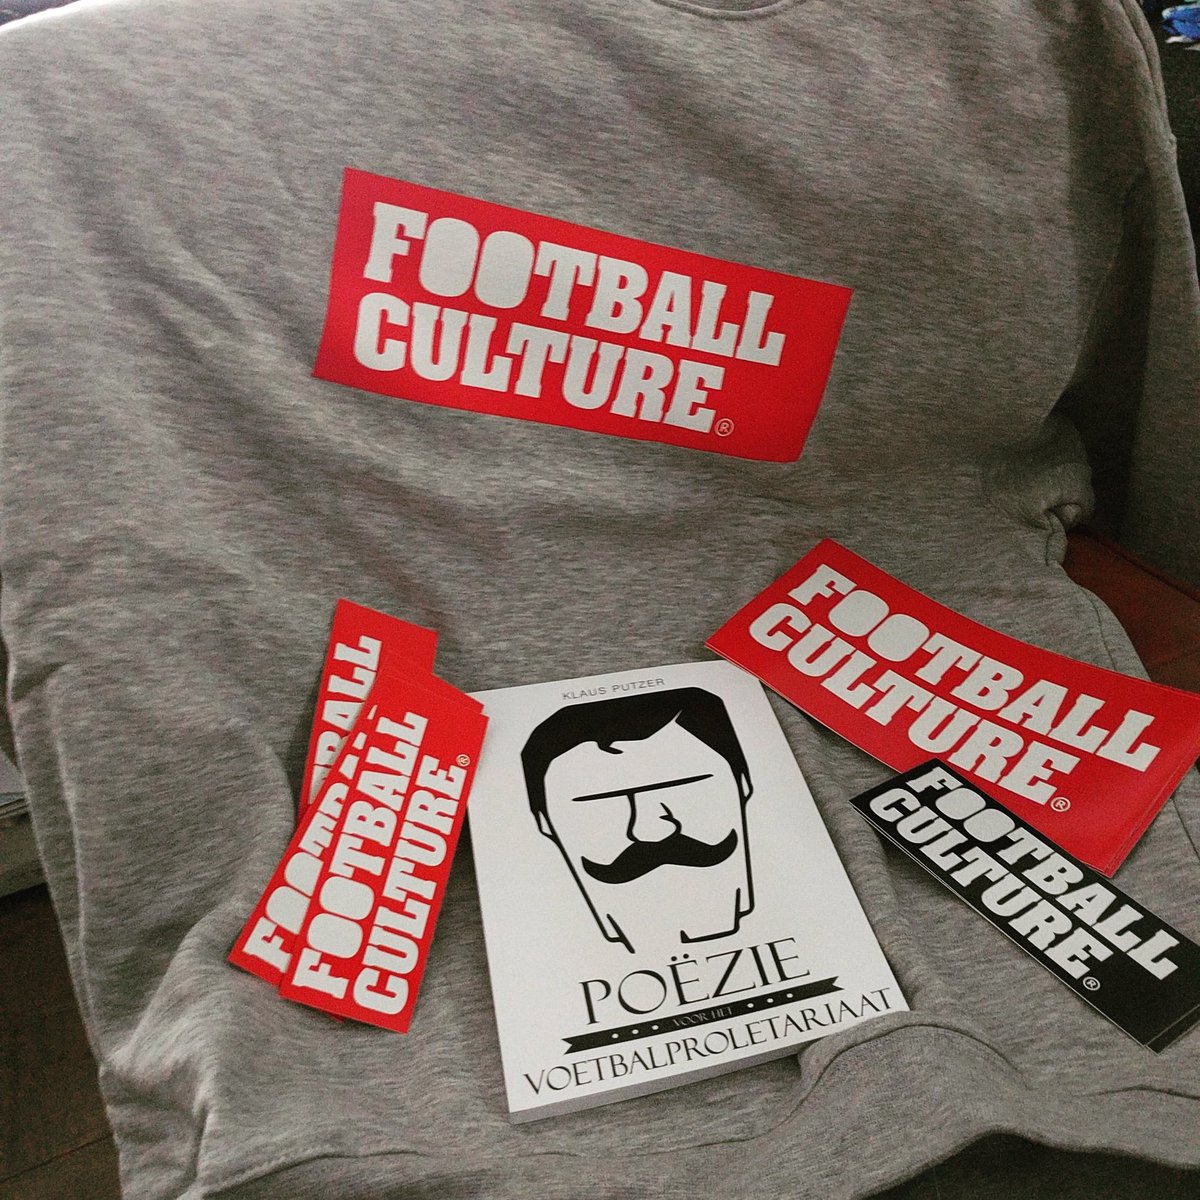 FOOTBALL
CULTURE®
FOOTBALL
FOOTBALL
CULTURE®
KLAUS PUTZER
POËZIE
VOOR HET
VOETBALPROLETARIAAT
FOOTBALL
CULTURE®
FOOTBALL
CULTURE®